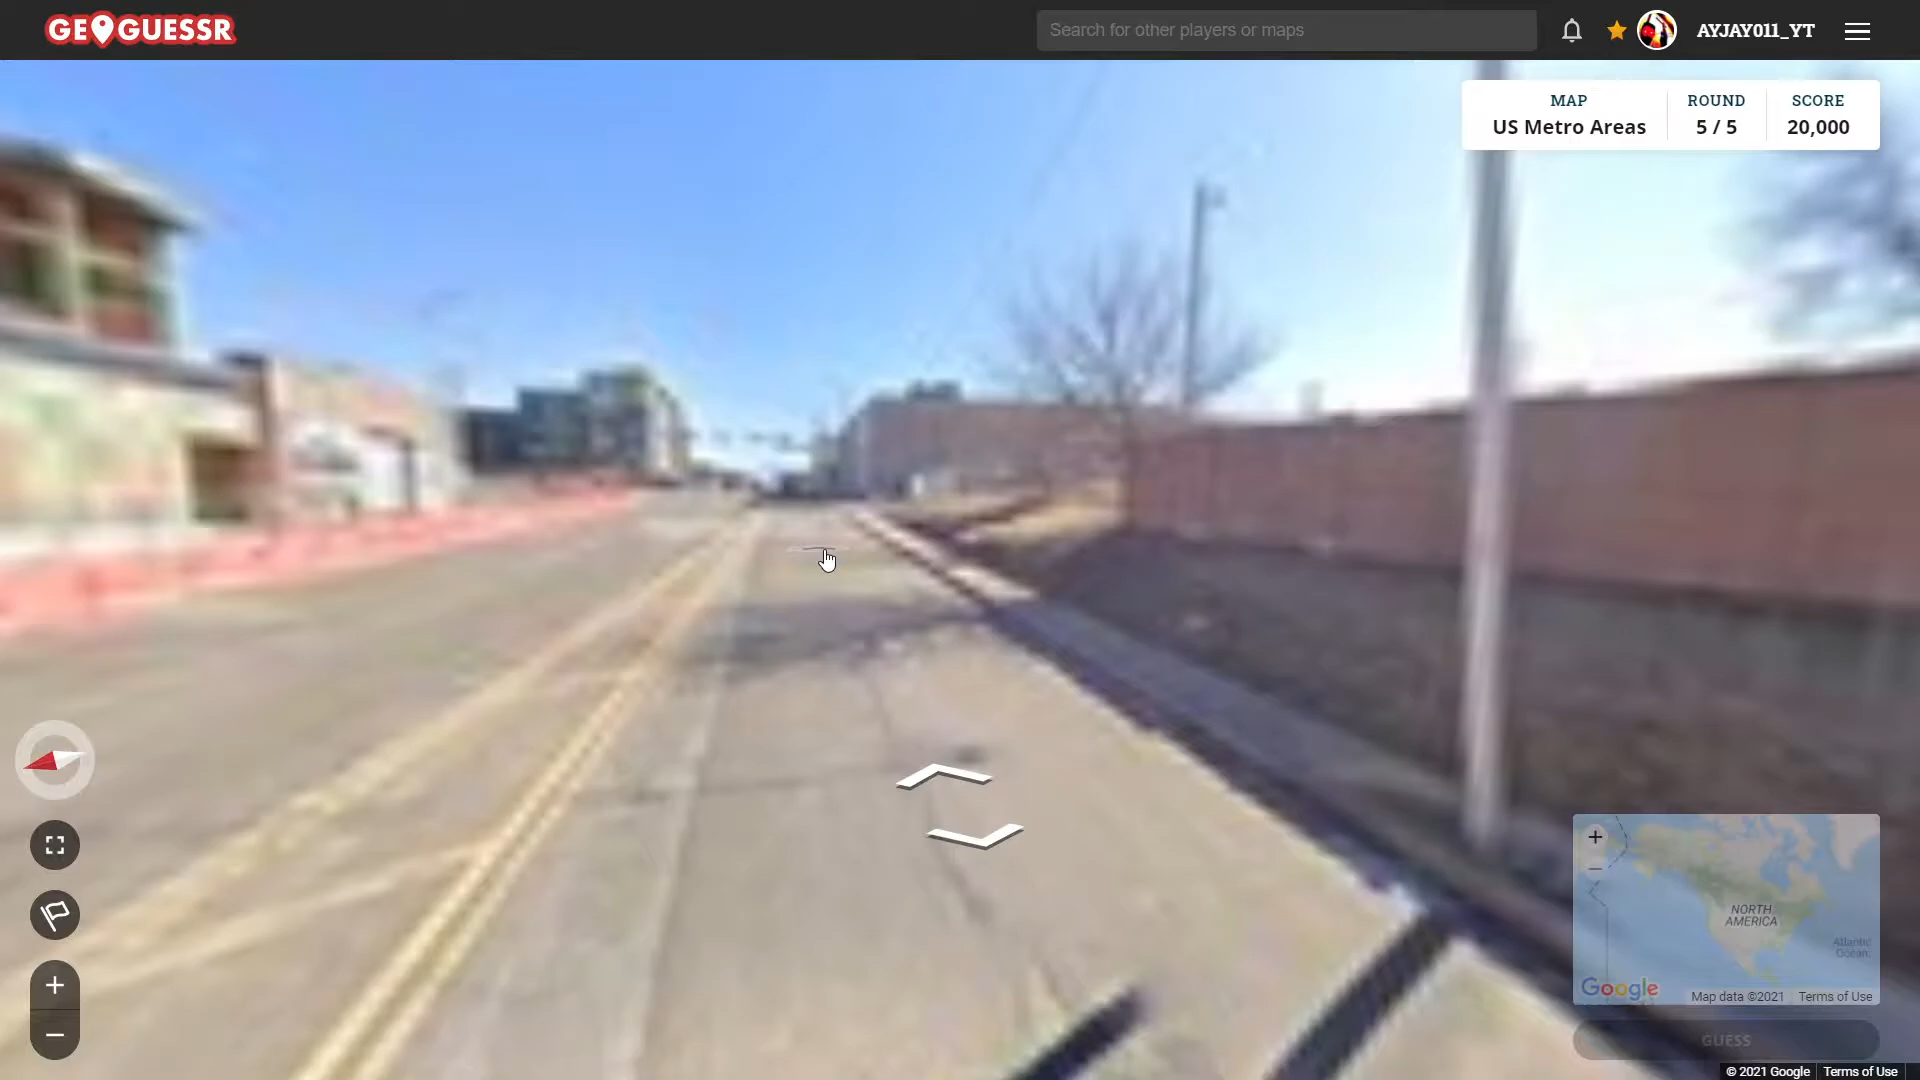 GEOGUESSR
Search for other players or maps
AYJAY011_YT
MAP
US Metro Areas
ROUND
5 / 5
SCORE
20,000
+
−
NORTH
AMERICA
Atlantic
Ocean
Google
Map data ©2021
Terms of Use
GUESS
+
−
© 2021 Google
Terms of Use